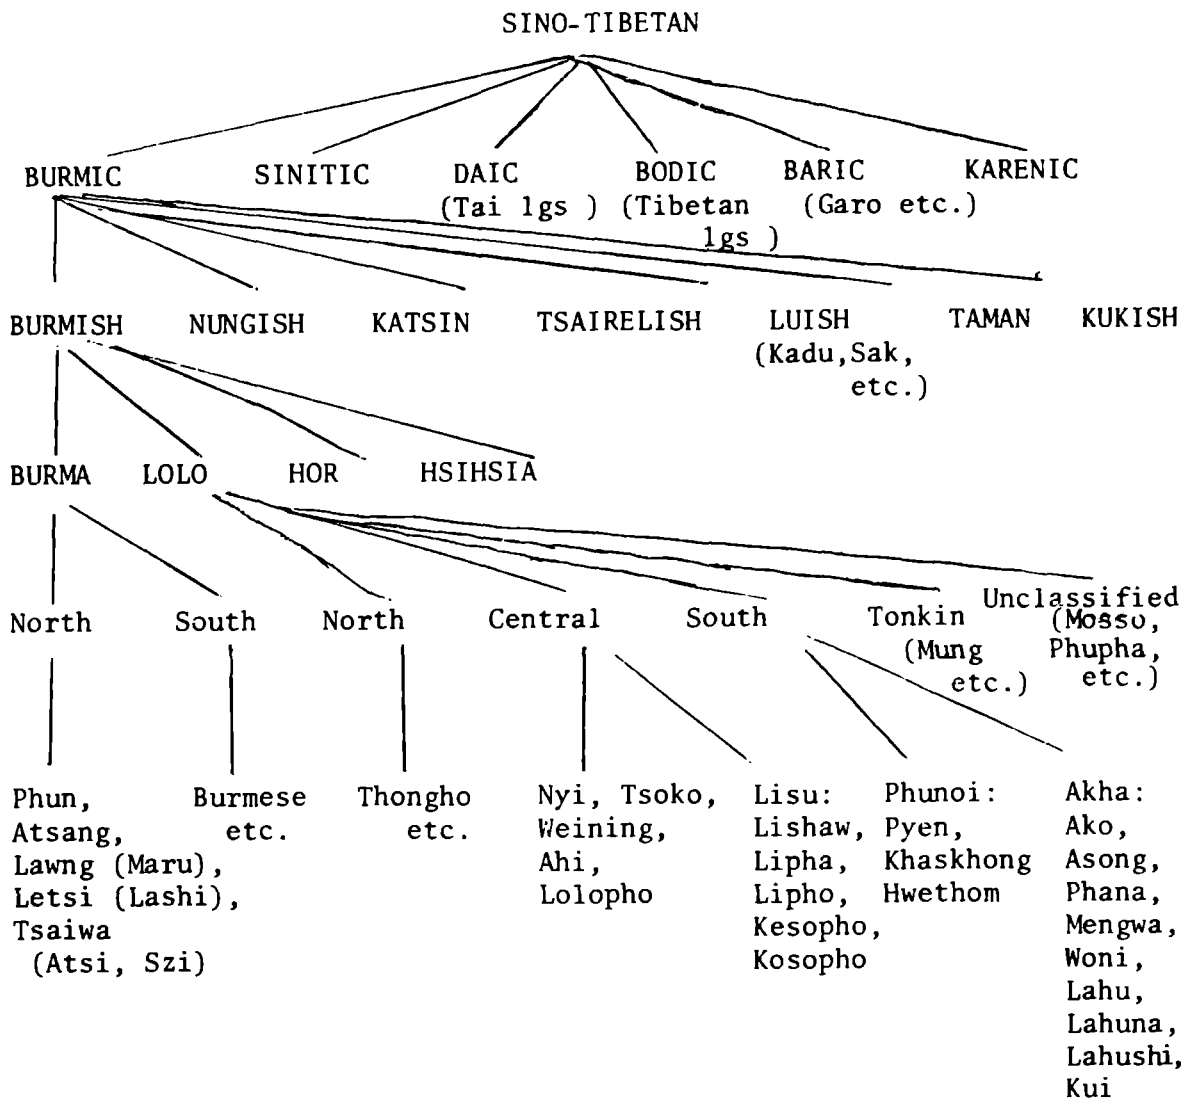 SINO-TIBETAN
BURMIC SINITIC DAIC BODIC BARIC KARENIC
(Tai lgs ) (Tibetan (Garo etc.)
lgs )
BURMISH NUNGISH KATSIN TSAIRELISH LUISH TAMAN KUKISH
(Kadu,Sak,
etc.)
BURMA LOLO HOR HSIHSIA
North South North Central South Tonkin Unclassified
(Mung (Mosso,
etc.) Phupha,
etc.)
Phun, Burmese Thongho Nyi, Tsoko, Lisu: Phunoi: Akha:
Atsang, etc. etc. Weining, Lishaw, Pyen, Ako,
Lawng (Maru), Ahi, Lipha, Khaskhong Asong,
Letsi (Lashi), Lolopho Lipho, Hwethom Phana,
Tsaiwa Kesopho, Mengwa,
(Atsi, Szi) Kosopho Woni,
Lahu,
Lahuna,
Lahushi,
Kui